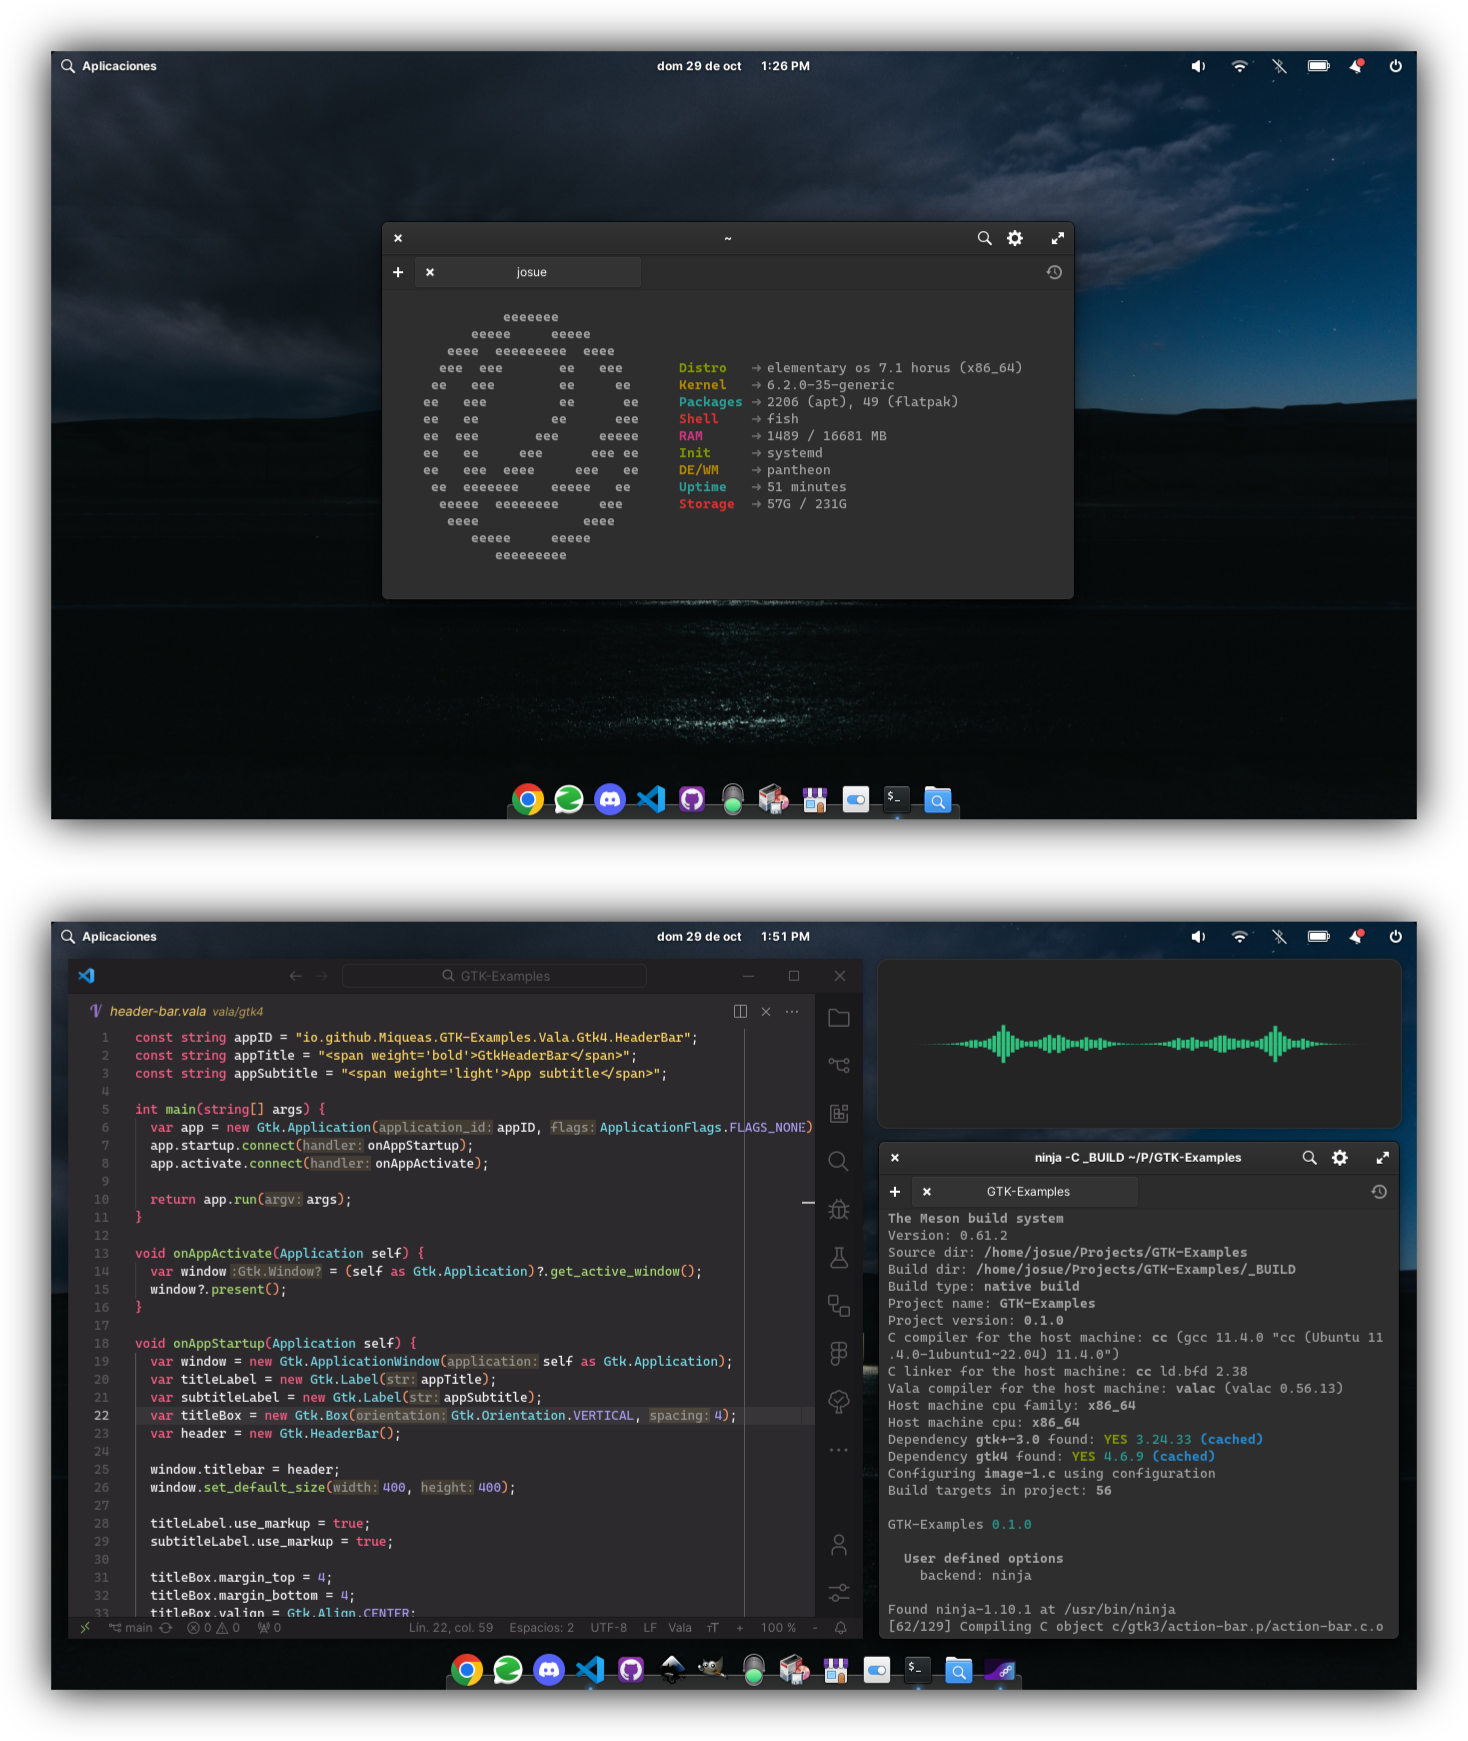 Aplicaciones
dom 29 de oct 1:26 PM
~
josue
eeeeeee
eeeee eeeee
eeee eeeeeeeee eeee
eee eee ee eee
ee eee ee ee
ee eee ee ee
ee ee ee eee
ee eee eee eeeee
ee ee eee eee ee
ee eee eeee eee ee
ee eeeeeee eeeee ee
eeeee eeeeeeee eee
eeee eeee
eeeee eeeee
eeeeeeeee
Distro → elementary os 7.1 horus (x86_64)
Kernel → 6.2.0-35-generic
Packages → 2206 (apt), 49 (flatpak)
Shell → fish
RAM → 1489 / 16681 MB
Init → systemd
DE/WM → pantheon
Uptime → 51 minutes
Storage → 57G / 231G
$_
Aplicaciones
dom 29 de oct 1:51 PM
GTK-Examples
header-bar.vala vala/gtk4
1 const string appID = "io.github.Miqueas.GTK-Examples.Vala.Gtk4.HeaderBar";
2 const string appTitle = "<span weight='bold'>GtkHeaderBar</span>";
3 const string appSubtitle = "<span weight='light'>App subtitle</span>";
4
5 int main(string[] args) {
6 var app = new Gtk.Application(application_id: appID, flags: ApplicationFlags.FLAGS_NONE)
7 app.startup.connect(handler: onAppStartup);
8 app.activate.connect(handler: onAppActivate);
9
10 return app.run(argv: args);
11 }
12
13 void onAppActivate(Application self) {
14 var window :Gtk.Window? = (self as Gtk.Application)?.get_active_window();
15 window?.present();
16 }
17
18 void onAppStartup(Application self) {
19 var window = new Gtk.ApplicationWindow(application: self as Gtk.Application);
20 var titleLabel = new Gtk.Label(str: appTitle);
21 var subtitleLabel = new Gtk.Label(str: appSubtitle);
22 var titleBox = new Gtk.Box(orientation: Gtk.Orientation.VERTICAL, spacing: 4);
23 var header = new Gtk.HeaderBar();
24
25 window.titlebar = header;
26 window.set_default_size(width: 400, height: 400);
27
28 titleLabel.use_markup = true;
29 subtitleLabel.use_markup = true;
30
31 titleBox.margin_top = 4;
32 titleBox.margin_bottom = 4;
33 titleBox.valign = Gtk.Align.CENTER;
main 0 0 0 Lín. 22, col. 59 Espacios: 2 UTF-8 LF Vala TT + 100 % -
ninja -C _BUILD ~/P/GTK-Examples
GTK-Examples
The Meson build system
Version: 0.61.2
Source dir: /home/josue/Projects/GTK-Examples
Build dir: /home/josue/Projects/GTK-Examples/_BUILD
Build type: native build
Project name: GTK-Examples
Project version: 0.1.0
C compiler for the host machine: cc (gcc 11.4.0 "cc (Ubuntu 11
.4.0-1ubuntu1~22.04) 11.4.0")
C linker for the host machine: cc ld.bfd 2.38
Vala compiler for the host machine: valac (valac 0.56.13)
Host machine cpu family: x86_64
Host machine cpu: x86_64
Dependency gtk+-3.0 found: YES 3.24.33 (cached)
Dependency gtk4 found: YES 4.6.9 (cached)
Configuring image-1.c using configuration
Build targets in project: 56
GTK-Examples 0.1.0
User defined options
backend: ninja
Found ninja-1.10.1 at /usr/bin/ninja
[62/129] Compiling C object c/gtk3/action-bar.p/action-bar.c.o
$_